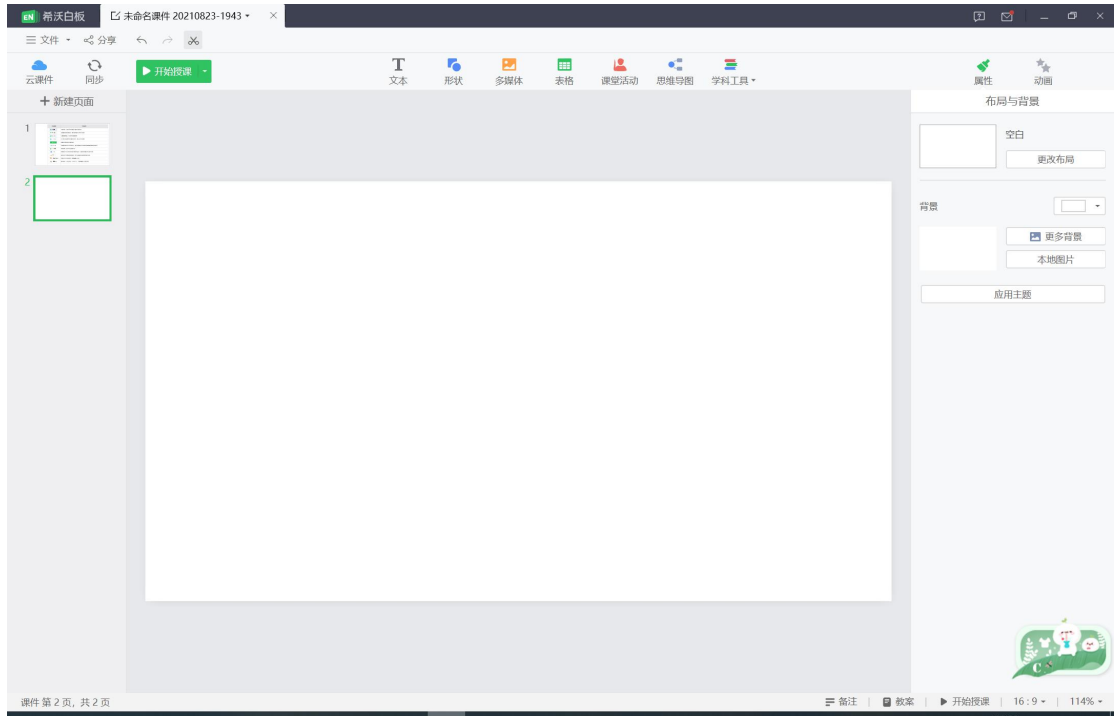 希沃白板 未命名课件 20210823-1943
文件 分享
云课件 同步 开始授课 文本 形状 多媒体 表格 课堂活动 思维导图 学科工具 属性 动画
新建页面 布局与背景
1
空白
更改布局
2
背景
更多背景
本地图片
应用主题
CS
课件 第 2 页, 共 2 页 备注 教案 开始授课 16 : 9 114%